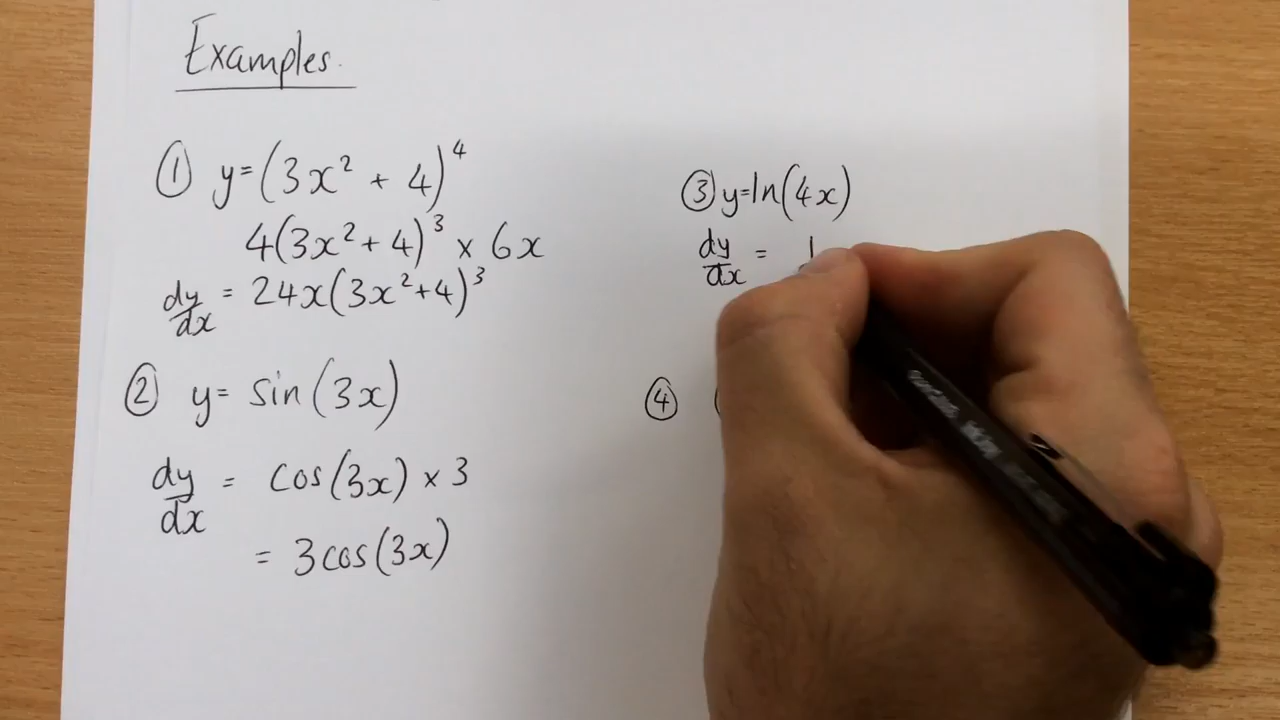 Examples.
① y=(3x² + 4)⁴
4(3x²+4)³ × 6x
dy/dx = 24x(3x²+4)³
② y= sin(3x)
dy/dx = cos(3x) × 3
= 3cos(3x)
③ y=ln(4x)
dy/dx = 1
④ (